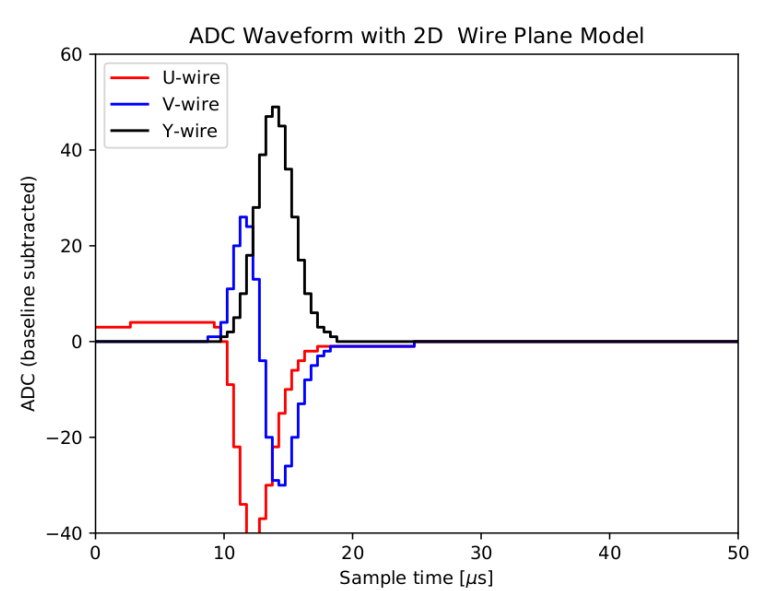 ADC Waveform with 2D  Wire Plane Model
U-wire
V-wire
Y-wire
ADC (baseline subtracted)
60
40
20
0
−20
−40
0 10 20 30 40 50
Sample time [μs]